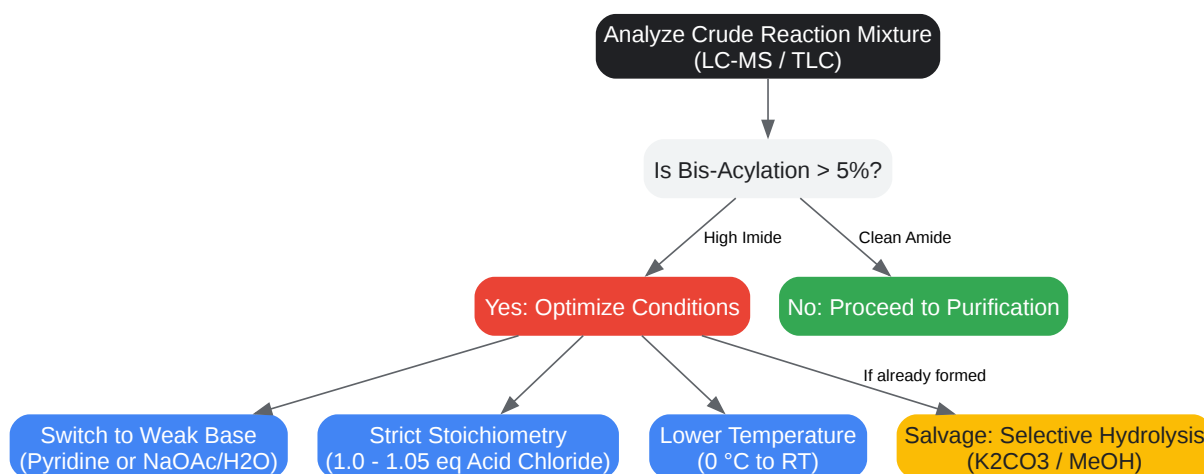 Analyze Crude Reaction Mixture
(LC-MS / TLC)
Is Bis-Acylation > 5%?
High Imide
Clean Amide
Yes: Optimize Conditions
No: Proceed to Purification
If already formed
Switch to Weak Base
(Pyridine or NaOAc/H2O)
Strict Stoichiometry
(1.0 - 1.05 eq Acid Chloride)
Lower Temperature
(0 °C to RT)
Salvage: Selective Hydrolysis
(K2CO3 / MeOH)